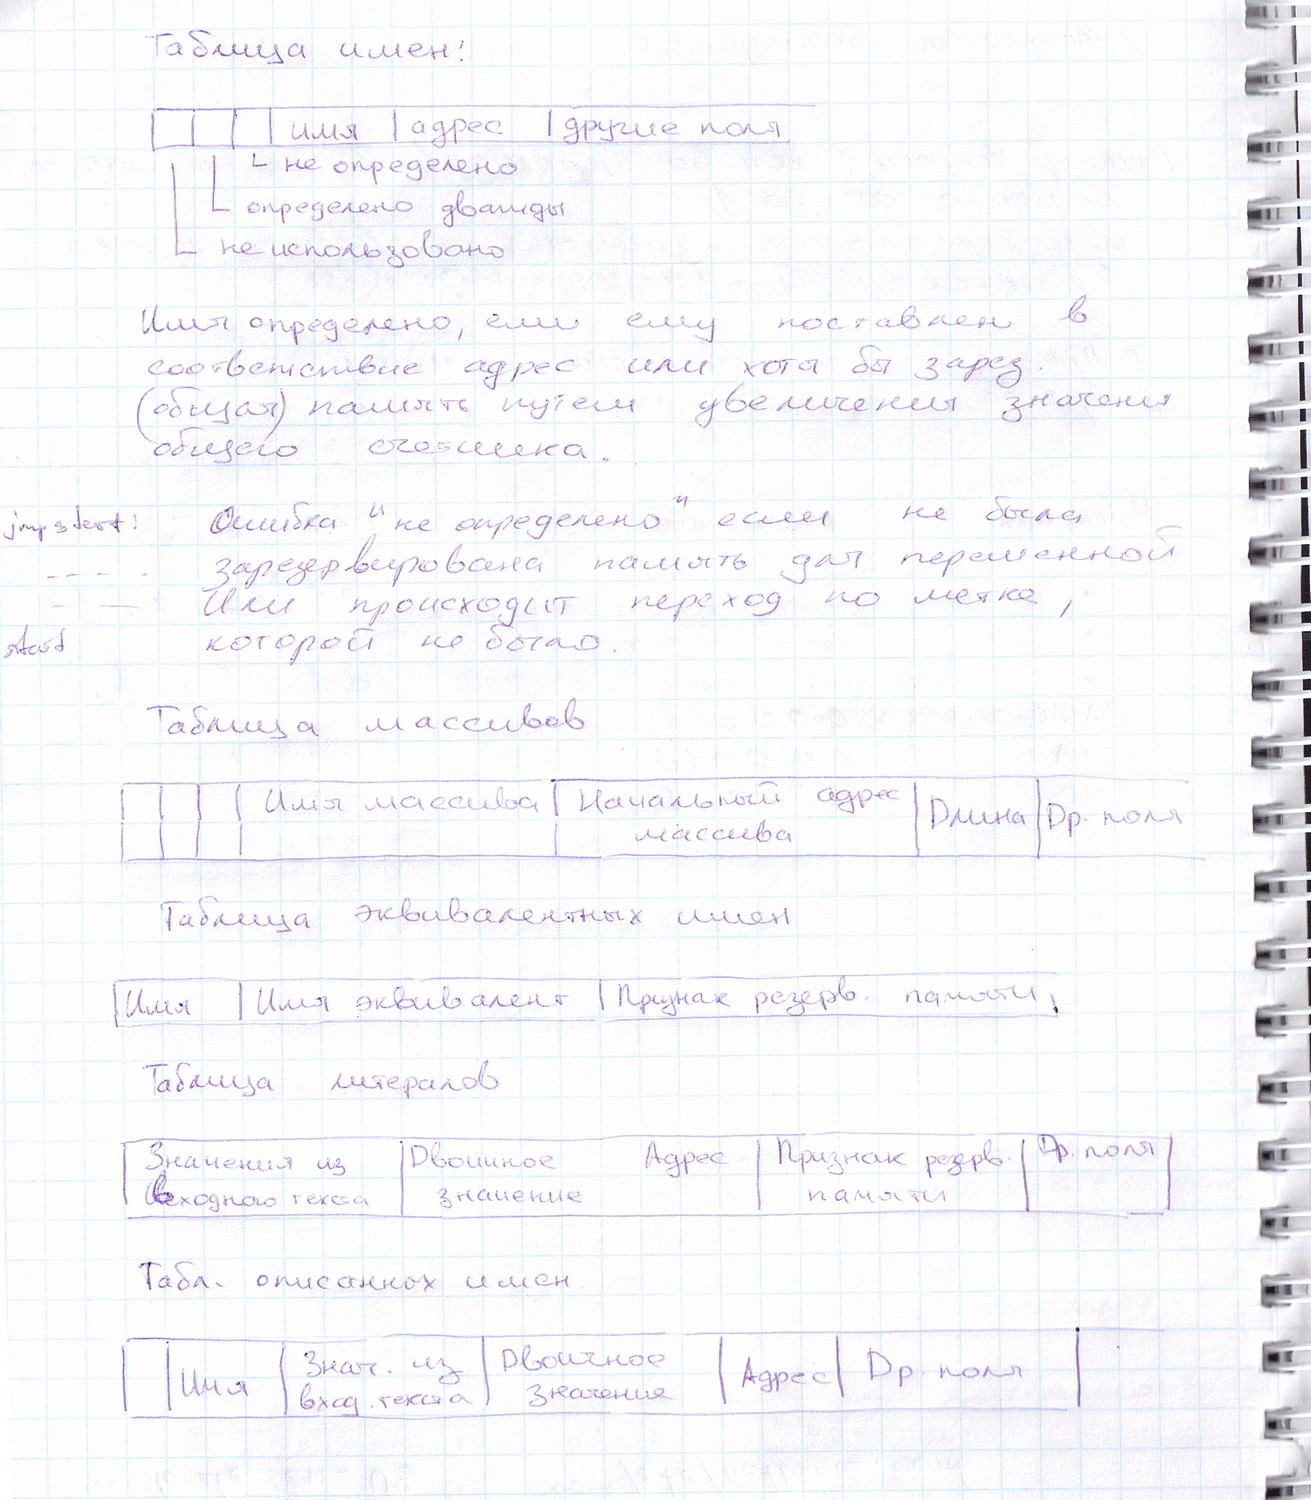 Таблица имен:
имя | адрес | другие поля
не определено
определено дважды
не использовано
Имя определено, если ему поставлен в
соответствие адрес или хотя бы зарез.
(общая) память путем увеличения значения
общего счетчика.
jmp start: Ошибка "не определено" если не была
---- . зарезервирована память для переменной
- — Или происходит переход по метке,
start которой не было.
Таблица массивов
Имя массива | Начальный адрес | Длина | Др. поля
массива
Таблица эквивалентных имен
Имя | Имя эквивалент | Признак резерв. памяти
Таблица литералов
Значения из | Двоичное Адрес | Признак резерв. | Др. поля
входного текста значение памяти
Табл. описанных имен
Имя | Знач. из | Двоичное | Адрес | Др. поля
вход. текста значение